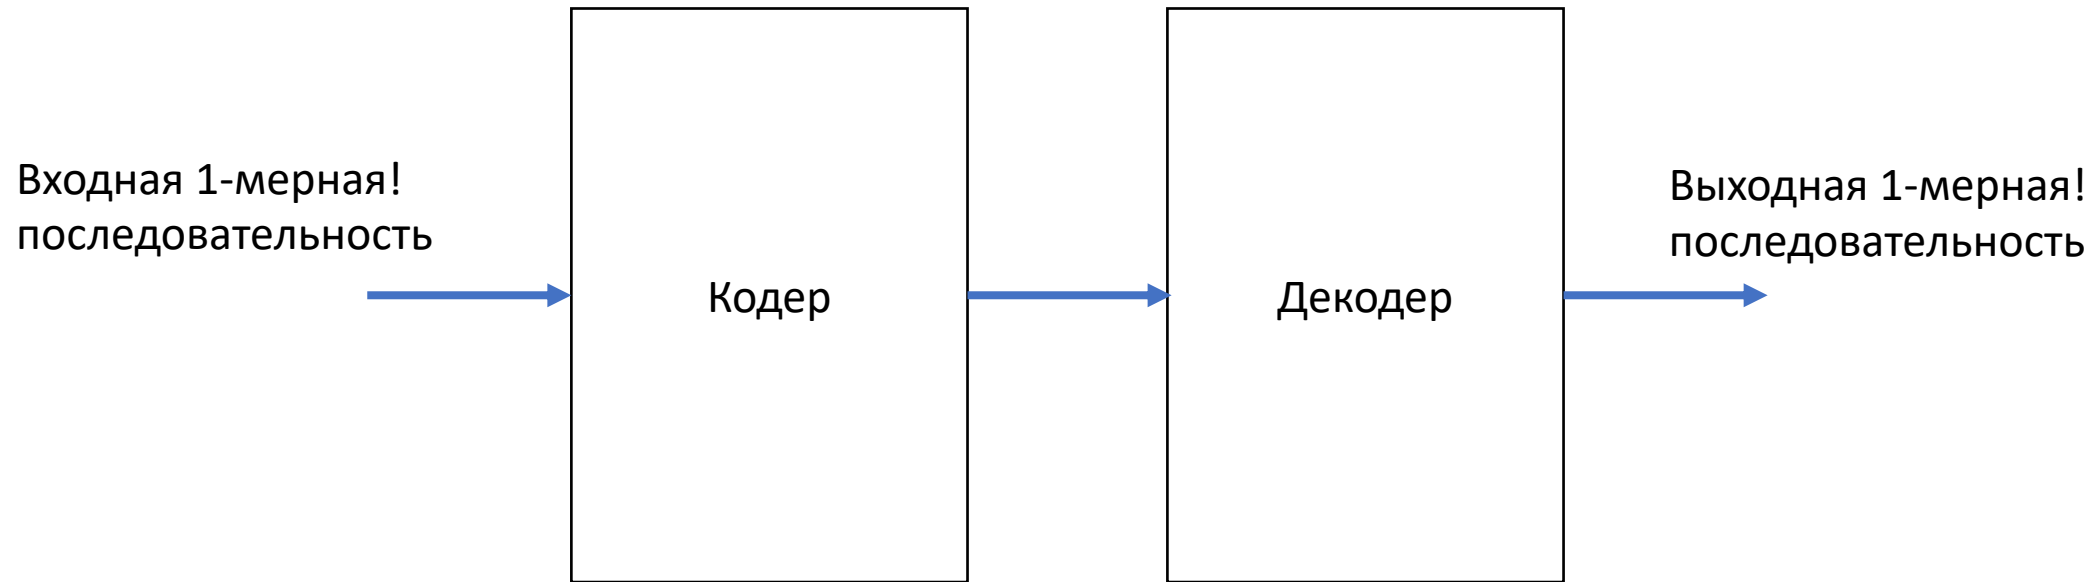 Входная 1-мерная!
последовательность
Кодер
Декодер
Выходная 1-мерная!
последовательность